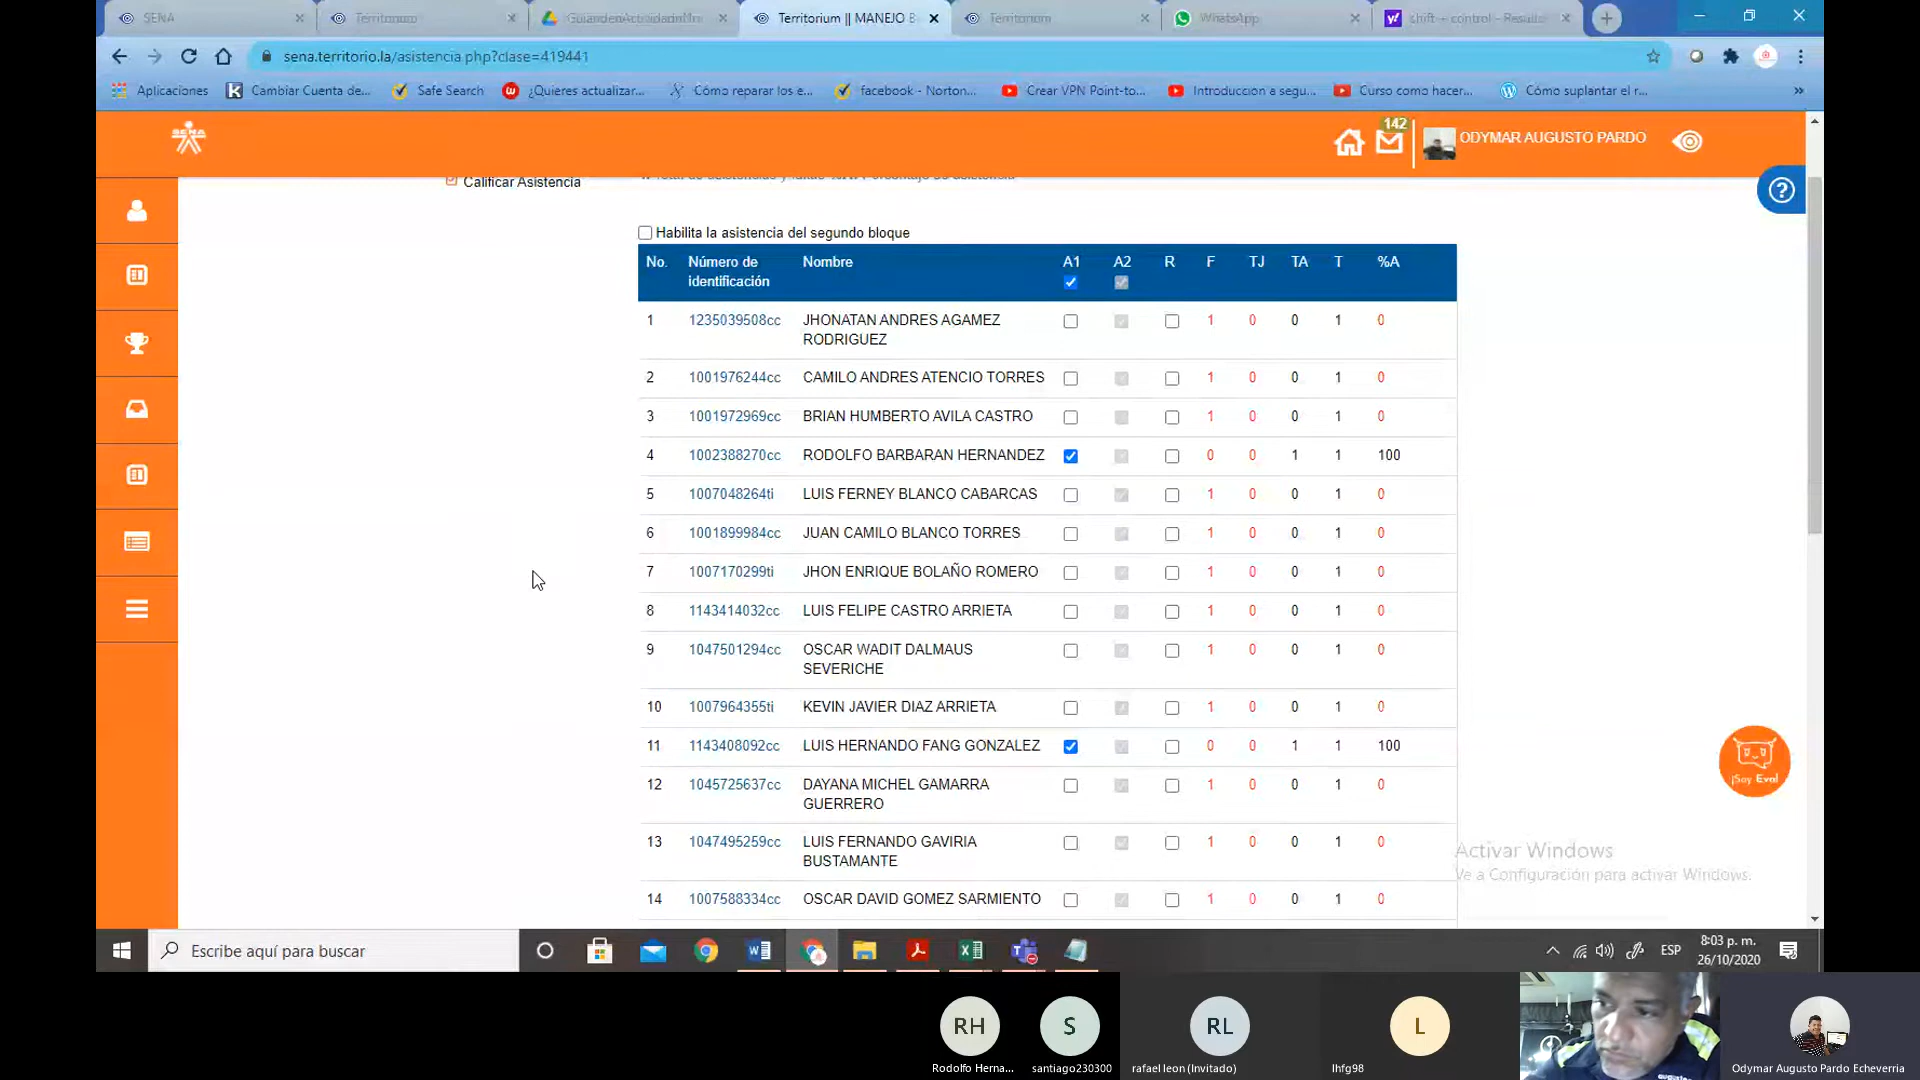 SENA
Territorium
Territorium || MANEJO B
Territorium
WhatsApp
shift + control - Resulta
sena.territorio.la/asistencia.php?clase=419441
Aplicaciones
Cambiar Cuenta de...
Safe Search
¿Quieres actualizar...
Cómo reparar los e...
facebook - Norton...
Crear VPN Point-to...
Introducción a segu...
Curso como hacer...
Cómo suplantar el r...
»
SENA
142
ODYMAR AUGUSTO PARDO
Calificar Asistencia
Habilita la asistencia del segundo bloque
No. Número de identificación Nombre A1 A2 R F TJ TA T %A
1 1235039508cc JHONATAN ANDRES AGAMEZ 1 0 0 1 0
RODRIGUEZ
2 1001976244cc CAMILO ANDRES ATENCIO TORRES 1 0 0 1 0
3 1001972969cc BRIAN HUMBERTO AVILA CASTRO 1 0 0 1 0
4 1002388270cc RODOLFO BARBARAN HERNANDEZ 0 0 1 1 100
5 1007048264ti LUIS FERNEY BLANCO CABARCAS 1 0 0 1 0
6 1001899984cc JUAN CAMILO BLANCO TORRES 1 0 0 1 0
7 1007170299ti JHON ENRIQUE BOLAÑO ROMERO 1 0 0 1 0
8 1143414032cc LUIS FELIPE CASTRO ARRIETA 1 0 0 1 0
9 1047501294cc OSCAR WADIT DALMAUS 1 0 0 1 0
SEVERICHE
10 1007964355ti KEVIN JAVIER DIAZ ARRIETA 1 0 0 1 0
11 1143408092cc LUIS HERNANDO FANG GONZALEZ 0 0 1 1 100
12 1045725637cc DAYANA MICHEL GAMARRA 1 0 0 1 0
GUERRERO
13 1047495259cc LUIS FERNANDO GAVIRIA 1 0 0 1 0
BUSTAMANTE
14 1007588334cc OSCAR DAVID GOMEZ SARMIENTO 1 0 0 1 0
¡Soy Eva!
Activar Windows
Ve a Configuración para activar Windows.
Escribe aquí para buscar
ESP
8:03 p. m.
26/10/2020
RH
S
RL
L
Rodolfo Herna...
santiago230300
rafael leon (Invitado)
lhfg98
Odymar Augusto Pardo Echeverria